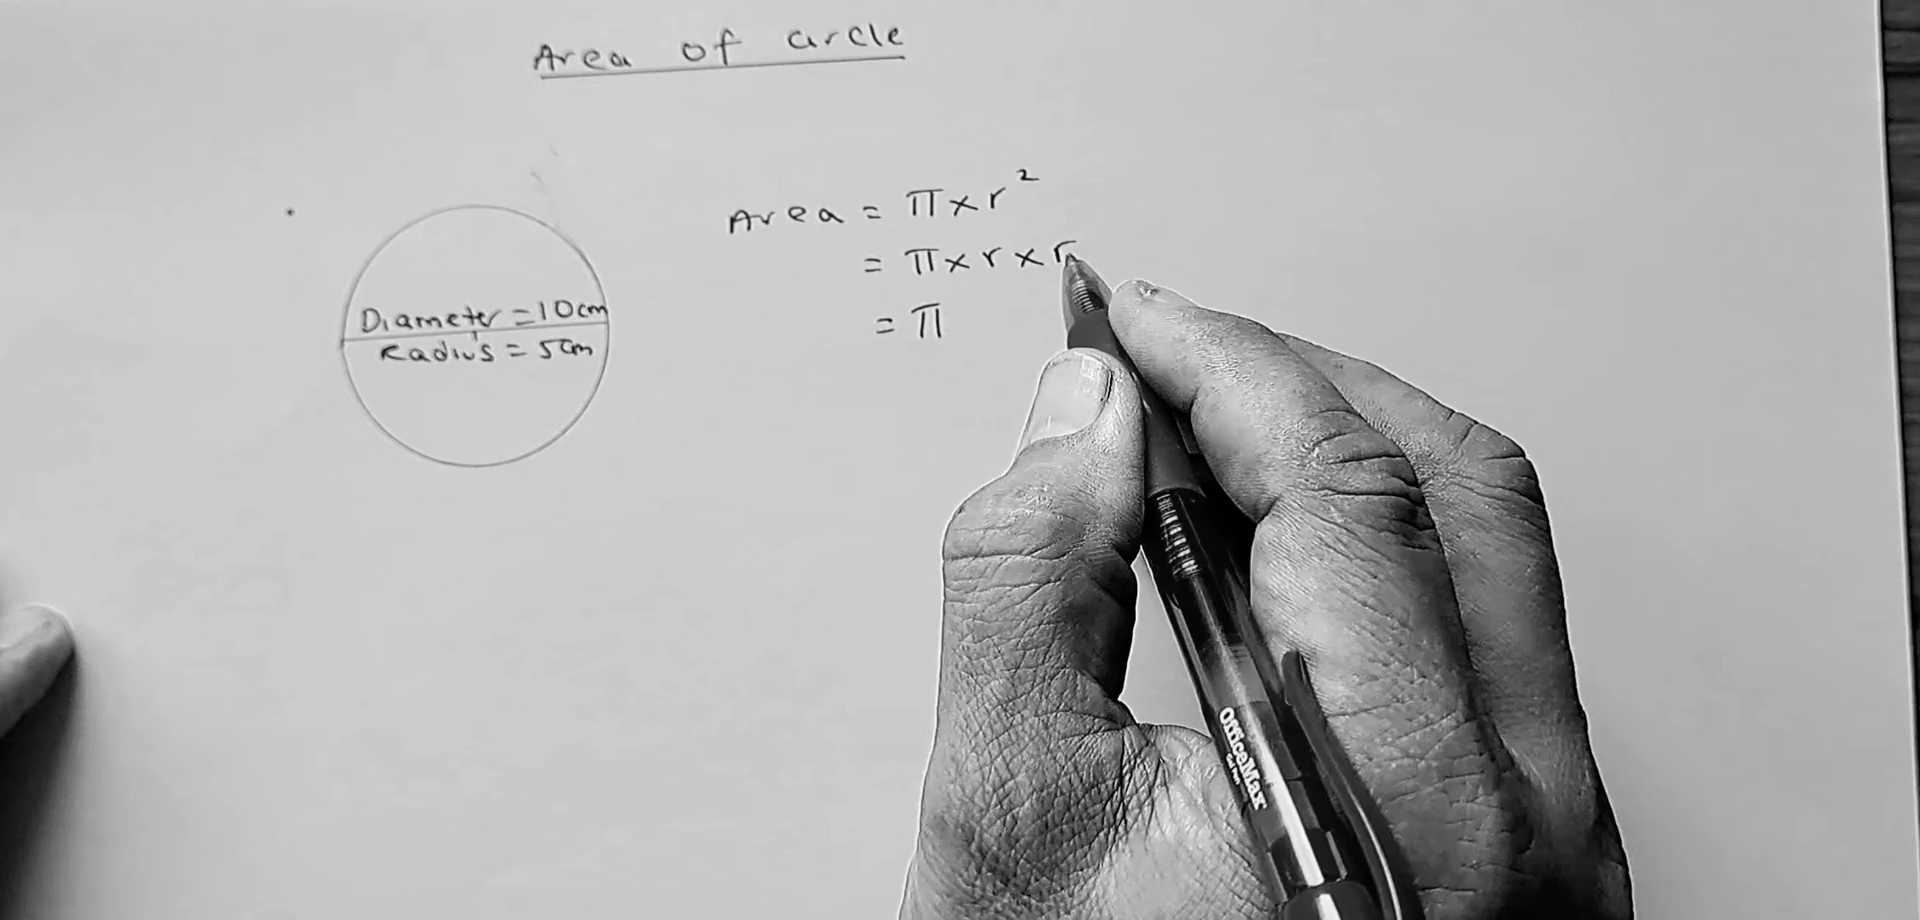 Area of circle
Area = π × r²
= π × r × r
= π
Diameter = 10cm
Radius = 5cm
OfficeMax